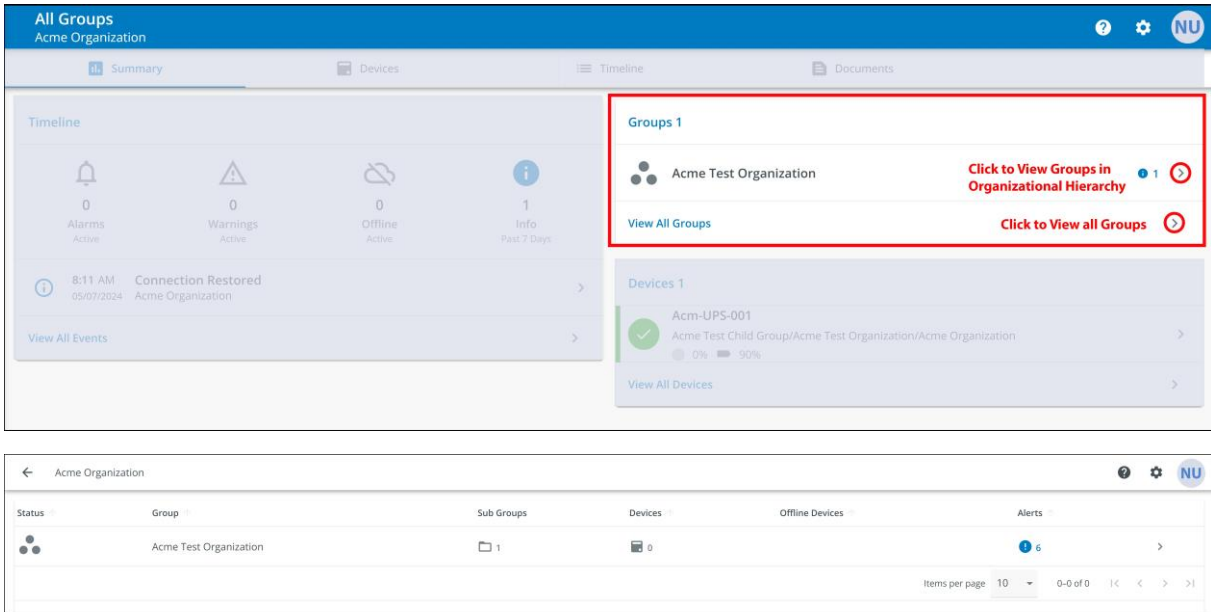 All Groups
Acme Organization
NU
Summary
Devices
Timeline
Documents
Timeline
0
Alarms
Active
0
Warnings
Active
0
Offline
Active
1
Info
Past 7 Days
8:11 AM Connection Restored
05/07/2024 Acme Organization
View All Events
Groups 1
Acme Test Organization
Click to View Groups in
Organizational Hierarchy
1
View All Groups
Click to View all Groups
Devices 1
Acm-UPS-001
Acme Test Child Group/Acme Test Organization/Acme Organization
0% 90%
View All Devices
Acme Organization
NU
Status Group Sub Groups Devices Offline Devices Alerts
Acme Test Organization 1 0 6
Items per page 10 0-0 of 0